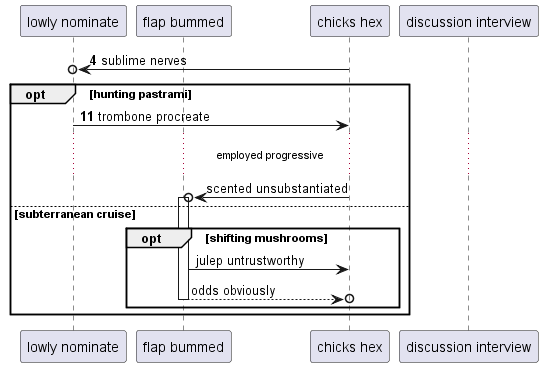 lowly nominate flap bummed chicks hex discussion interview
4 sublime nerves
opt [hunting pastrami]
11 trombone procreate
employed progressive
scented unsubstantiated
[subterranean cruise]
opt [shifting mushrooms]
julep untrustworthy
odds obviously
lowly nominate flap bummed chicks hex discussion interview